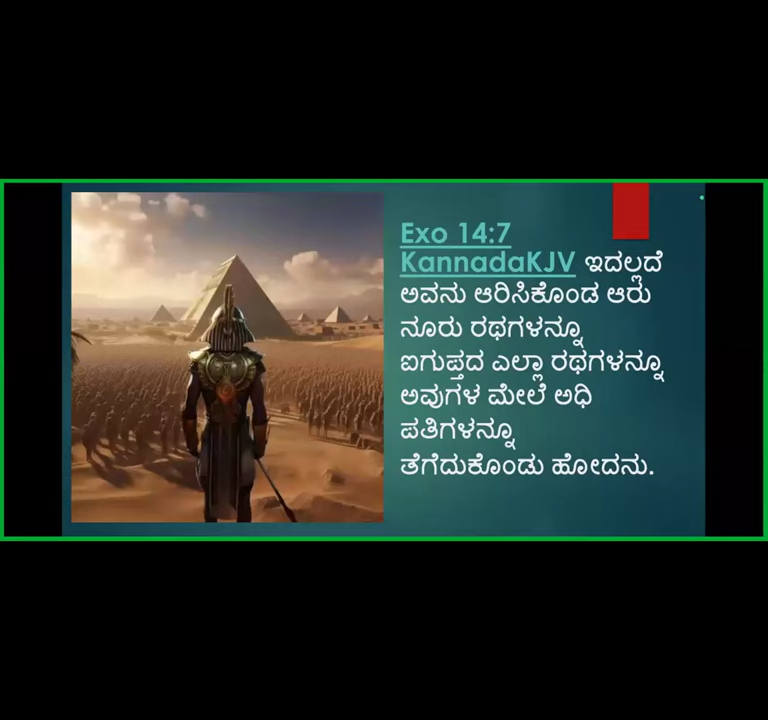 Exo 14:7
KannadaKJV ಇದಲ್ಲದೆ
ಅವನು ಆರಿಸಿಕೊಂಡ ಆರು
ನೂರು ರಥಗಳನ್ನೂ
ಐಗುಪ್ತದ ಎಲ್ಲಾ ರಥಗಳನ್ನೂ
ಅವುಗಳ ಮೇಲೆ ಅಧಿ
ಪತಿಗಳನ್ನೂ
ತೆಗೆದುಕೊಂಡು ಹೋದನು.